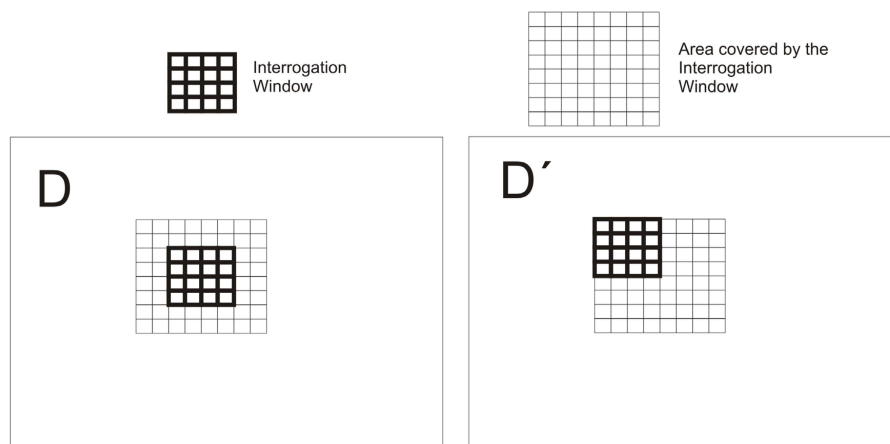 Interrogation
Window
Area covered by the
Interrogation
Window
D
D´